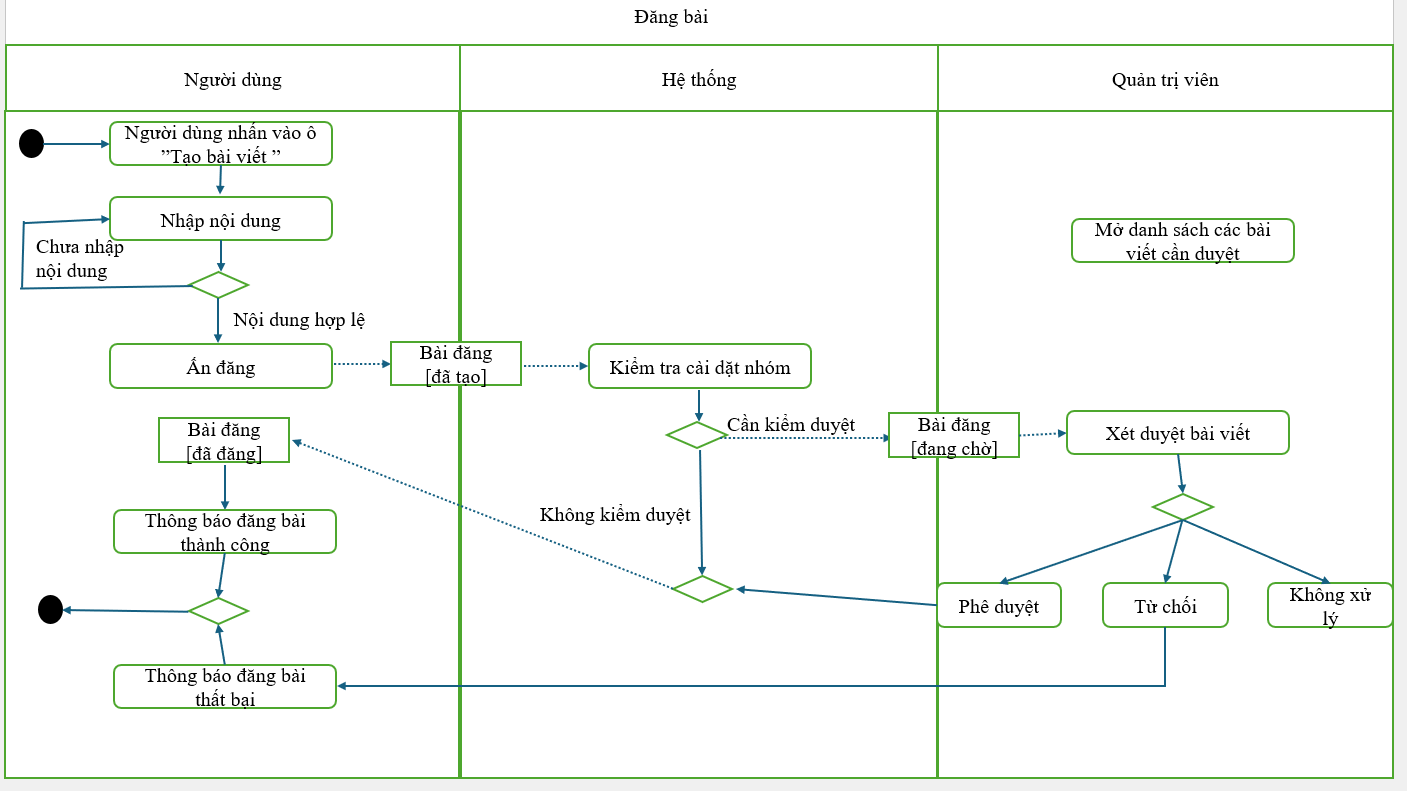 Đăng bài
Người dùng
Hệ thống
Quản trị viên
Người dùng nhấn vào ô
”Tạo bài viết ”
Nhập nội dung
Chưa nhập
nội dung
Nội dung hợp lệ
Ấn đăng
Bài đăng
[đã tạo]
Kiểm tra cài dặt nhóm
Cần kiểm duyệt
Bài đăng
[đang chờ]
Mở danh sách các bài
viết cần duyệt
Xét duyệt bài viết
Bài đăng
[đã đăng]
Không kiểm duyệt
Thông báo đăng bài
thành công
Phê duyệt
Từ chối
Không xử
lý
Thông báo đăng bài
thất bại